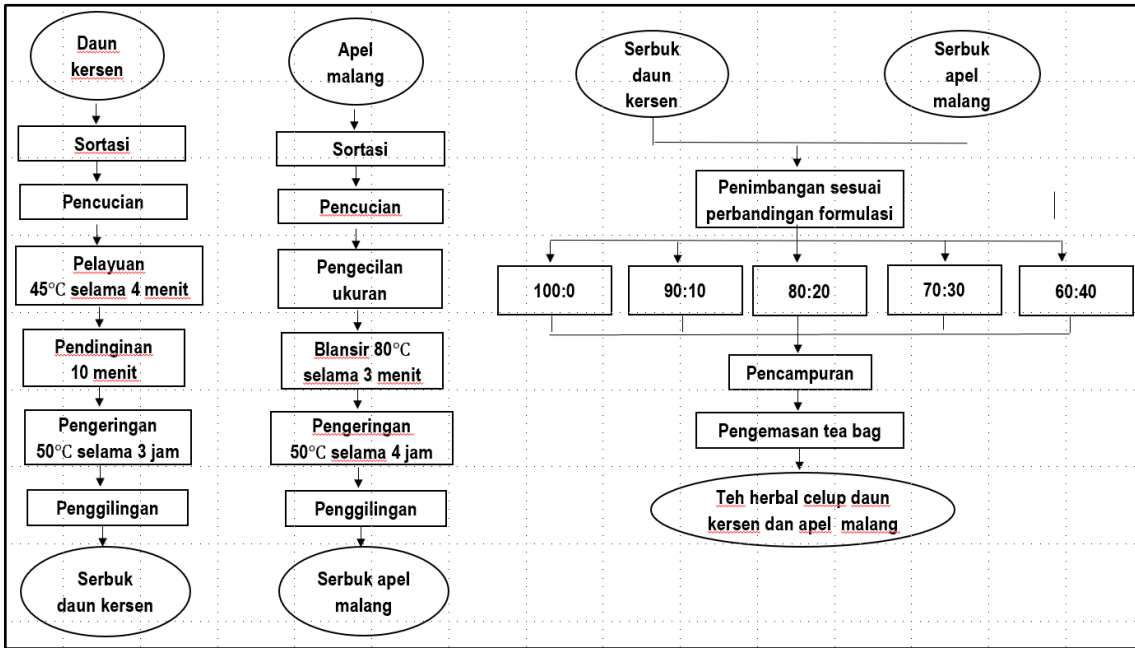 Daun
kersen
Sortasi
Pencucian
Pelayuan
45°C selama 4 menit
Pendinginan
10 menit
Pengeringan
50°C selama 3 jam
Penggilingan
Serbuk
daun kersen
Apel
malang
Sortasi
Pencucian
Pengecilan
ukuran
Blansir 80°C
selama 3 menit
Pengeringan
50°C selama 4 jam
Penggilingan
Serbuk apel
malang
Serbuk
daun
kersen
Serbuk
apel
malang
Penimbangan sesuai
perbandingan formulasi
100:0
90:10
80:20
70:30
60:40
Pencampuran
Pengemasan tea bag
Teh herbal celup daun
kersen dan apel malang